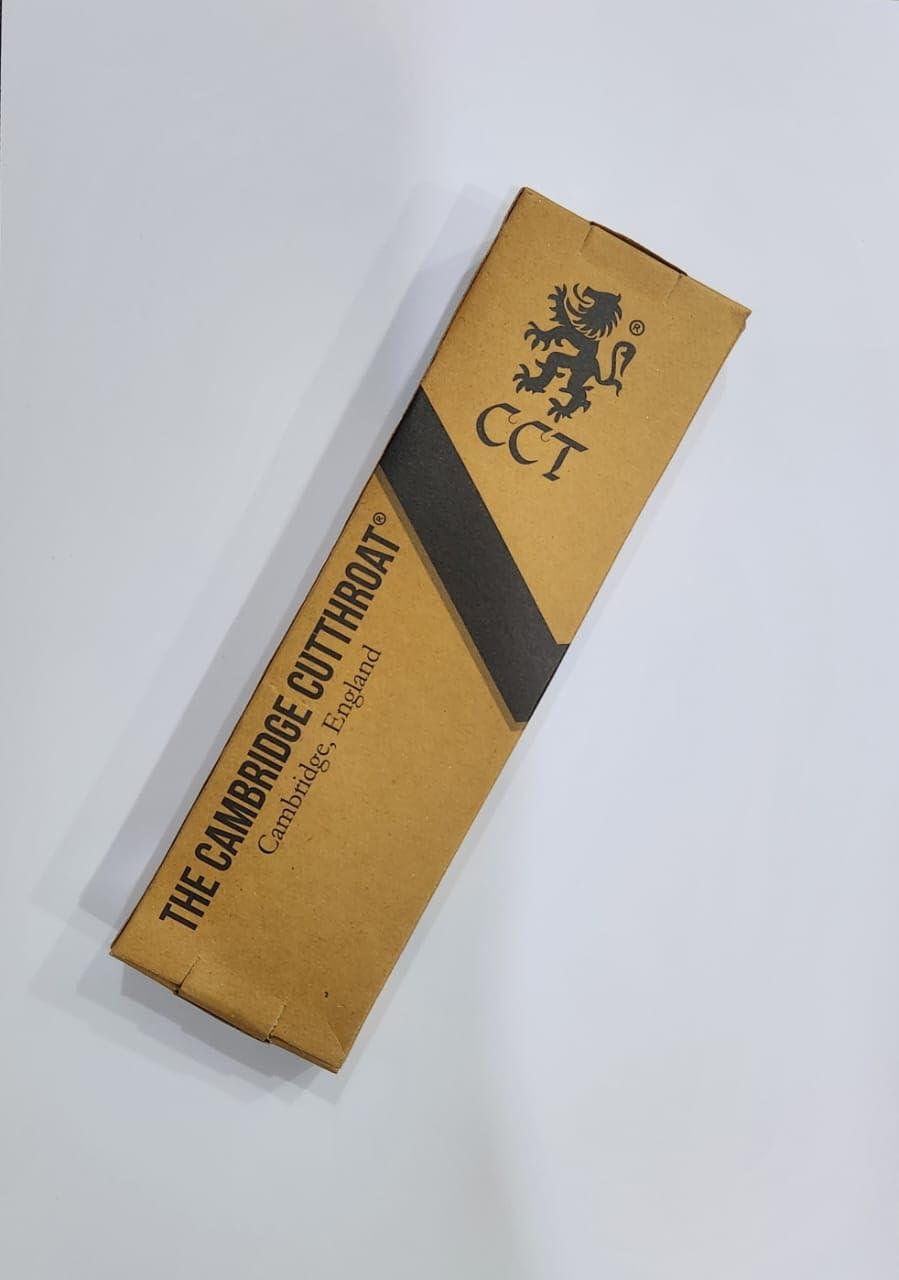 ®
CCT
THE CAMBRIDGE CUTTHROAT®
Cambridge, England